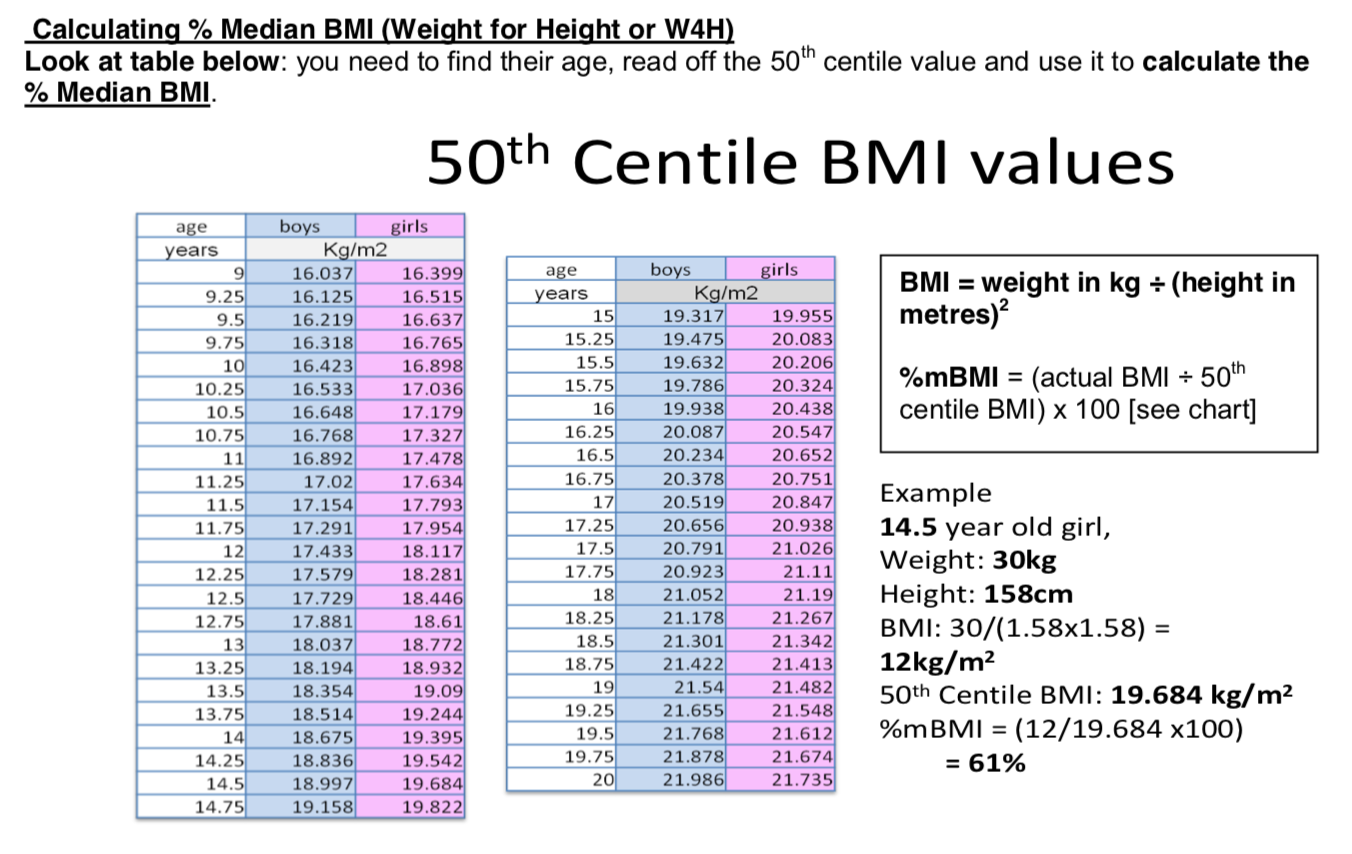 Calculating % Median BMI (Weight for Height or W4H)
Look at table below: you need to find their age, read off the 50th centile value and use it to calculate the
% Median BMI.
50th Centile BMI values
age boys girls
years Kg/m2
9 16.037 16.399
9.25 16.125 16.515
9.5 16.219 16.637
9.75 16.318 16.765
10 16.423 16.898
10.25 16.533 17.036
10.5 16.648 17.179
10.75 16.768 17.327
11 16.892 17.478
11.25 17.02 17.634
11.5 17.154 17.793
11.75 17.291 17.954
12 17.433 18.117
12.25 17.579 18.281
12.5 17.729 18.446
12.75 17.881 18.61
13 18.037 18.772
13.25 18.194 18.932
13.5 18.354 19.09
13.75 18.514 19.244
14 18.675 19.395
14.25 18.836 19.542
14.5 18.997 19.684
14.75 19.158 19.822
age boys girls
years Kg/m2
15 19.317 19.955
15.25 19.475 20.083
15.5 19.632 20.206
15.75 19.786 20.324
16 19.938 20.438
16.25 20.087 20.547
16.5 20.234 20.652
16.75 20.378 20.751
17 20.519 20.847
17.25 20.656 20.938
17.5 20.791 21.026
17.75 20.923 21.11
18 21.052 21.19
18.25 21.178 21.267
18.5 21.301 21.342
18.75 21.422 21.413
19 21.54 21.482
19.25 21.655 21.548
19.5 21.768 21.612
19.75 21.878 21.674
20 21.986 21.735
BMI = weight in kg ÷ (height in
metres)²
%mBMI = (actual BMI ÷ 50th
centile BMI) x 100 [see chart]
Example
14.5 year old girl,
Weight: 30kg
Height: 158cm
BMI: 30/(1.58x1.58) =
12kg/m²
50th Centile BMI: 19.684 kg/m²
%mBMI = (12/19.684 x100)
= 61%